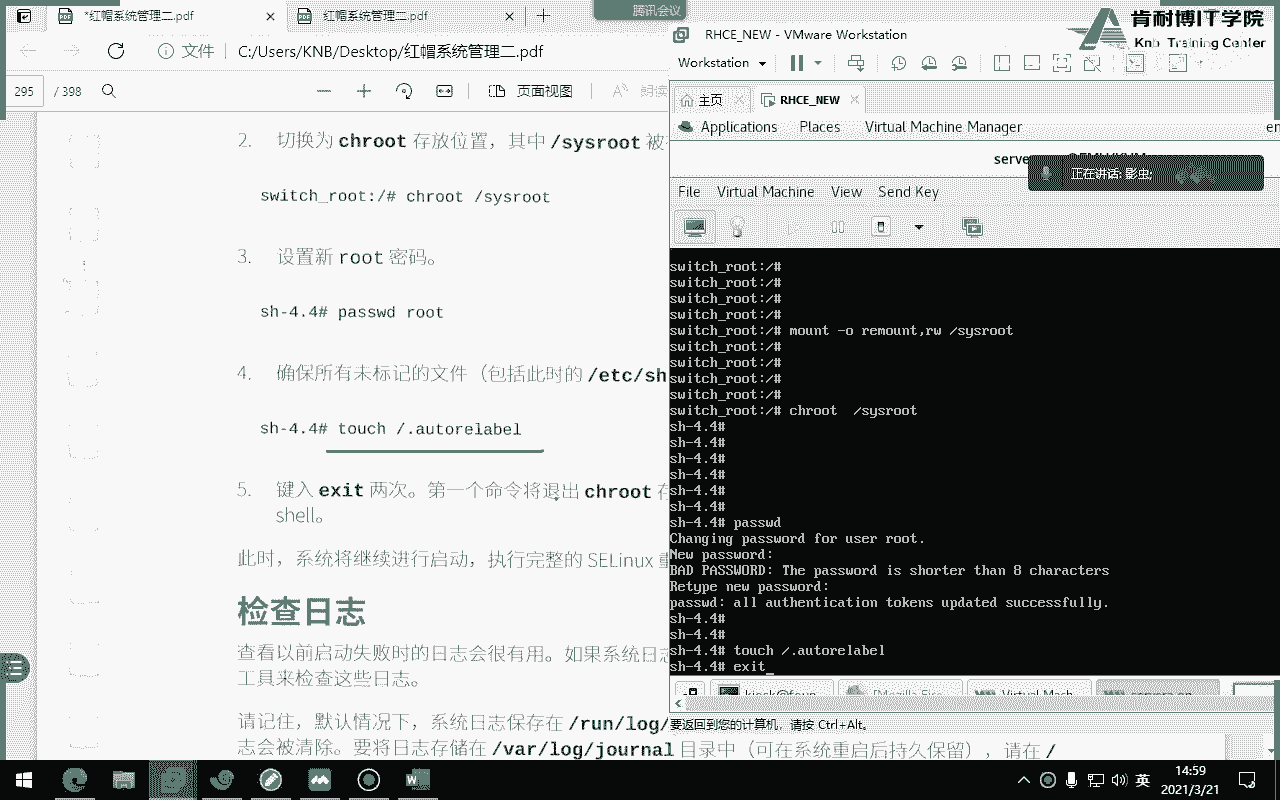 腾讯会议
*红帽系统管理二.pdf
红帽系统管理二.pdf
文件
C:/Users/KNB/Desktop/红帽系统管理二.pdf
295
/ 398
页面视图
朗读
2. 切换为 chroot 存放位置，其中 /sysroot 被
switch_root:/# chroot /sysroot
3. 设置新 root 密码。
sh-4.4# passwd root
4. 确保所有未标记的文件（包括此时的 /etc/sh
sh-4.4# touch /.autorelabel
5. 键入 exit 两次。第一个命令将退出 chroot 存
shell。
此时，系统将继续进行启动，执行完整的 SELinux 重
检查日志
查看以前启动失败时的日志会很有用。如果系统日志
工具来检查这些日志。
请记住，默认情况下，系统日志保存在 /run/log/
志会被清除。要将日志存储在 /var/log/journal 目录中（可在系统重启后持久保留），请在 /
肯耐博IT学院
Knb Training Center
RHCE_NEW - VMware Workstation
Workstation
主页
RHCE_NEW
Applications Places Virtual Machine Manager
en
serve
正在讲话: 影虫;
File Virtual Machine View Send Key
switch_root:/#
switch_root:/#
switch_root:/#
switch_root:/#
switch_root:/# mount -o remount,rw /sysroot
switch_root:/#
switch_root:/#
switch_root:/#
switch_root:/#
switch_root:/# chroot  /sysroot
sh-4.4#
sh-4.4#
sh-4.4#
sh-4.4#
sh-4.4#
sh-4.4#
sh-4.4# passwd
Changing password for user root.
New password:
BAD PASSWORD: The password is shorter than 8 characters
Retype new password:
passwd: all authentication tokens updated successfully.
sh-4.4#
sh-4.4#
sh-4.4# touch /.autorelabel
sh-4.4# exit
kiosk@foun
[Mozilla Fire
Virtual Mach
要返回到您的计算机，请按 Ctrl+Alt。
英
14:59
2021/3/21